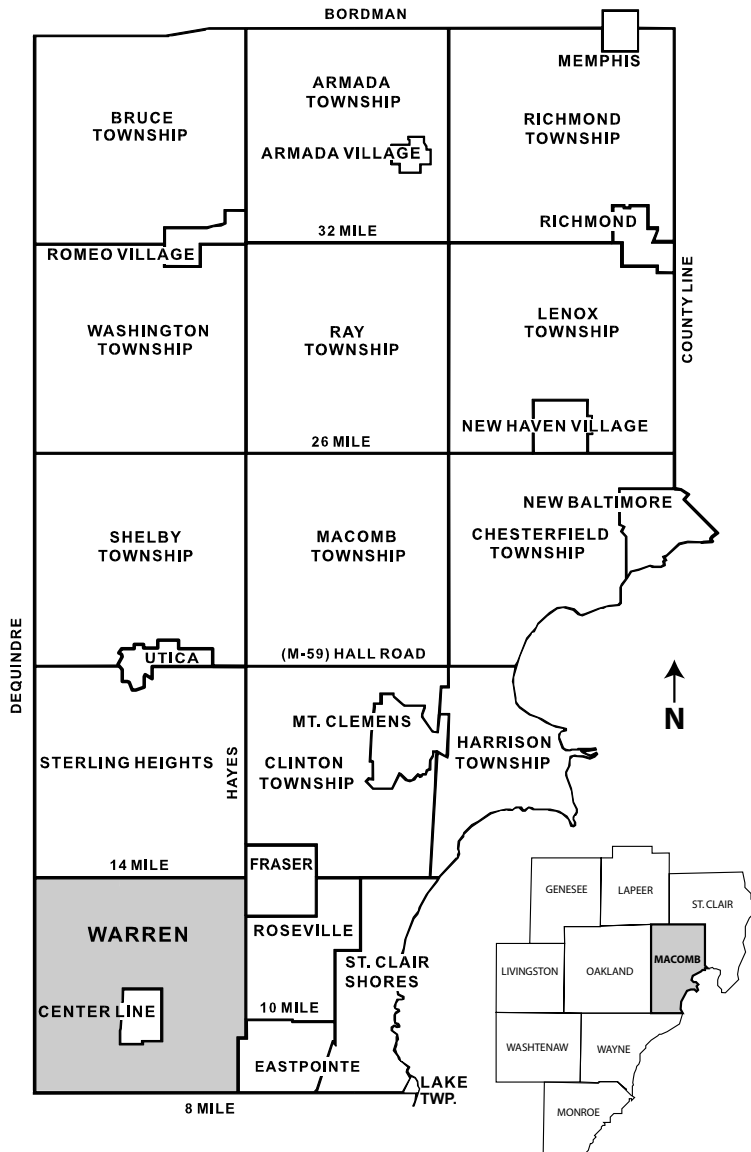 BORDMAN
MEMPHIS
ARMADA
TOWNSHIP
BRUCE
TOWNSHIP
RICHMOND
TOWNSHIP
ARMADA VILLAGE
RICHMOND
32 MILE
ROMEO VILLAGE
COUNTY LINE
LENOX
TOWNSHIP
WASHINGTON
TOWNSHIP
RAY
TOWNSHIP
NEW HAVEN VILLAGE
26 MILE
NEW BALTIMORE
SHELBY
TOWNSHIP
MACOMB
TOWNSHIP
CHESTERFIELD
TOWNSHIP
DEQUINDRE
UTICA
(M-59) HALL ROAD
N
MT. CLEMENS
HARRISON
TOWNSHIP
STERLING HEIGHTS
HAYES
CLINTON
TOWNSHIP
14 MILE
FRASER
WARREN
ROSEVILLE
ST. CLAIR
SHORES
CENTER LINE
10 MILE
EASTPOINTE
LAKE
TWP.
8 MILE
GENESEE
LAPEER
ST. CLAIR
LIVINGSTON
OAKLAND
MACOMB
WASHTENAW
WAYNE
MONROE